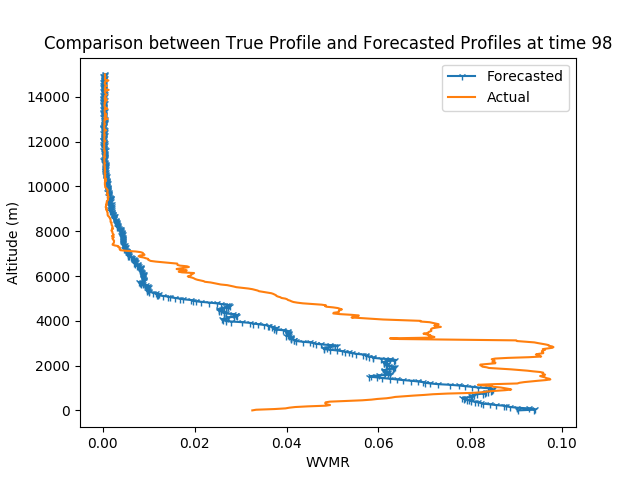 Comparison between True Profile and Forecasted Profiles at time 98
Forecasted
Actual
14000
12000
10000
8000
6000
4000
2000
0
Altitude (m)
0.00 0.02 0.04 0.06 0.08 0.10
WVMR